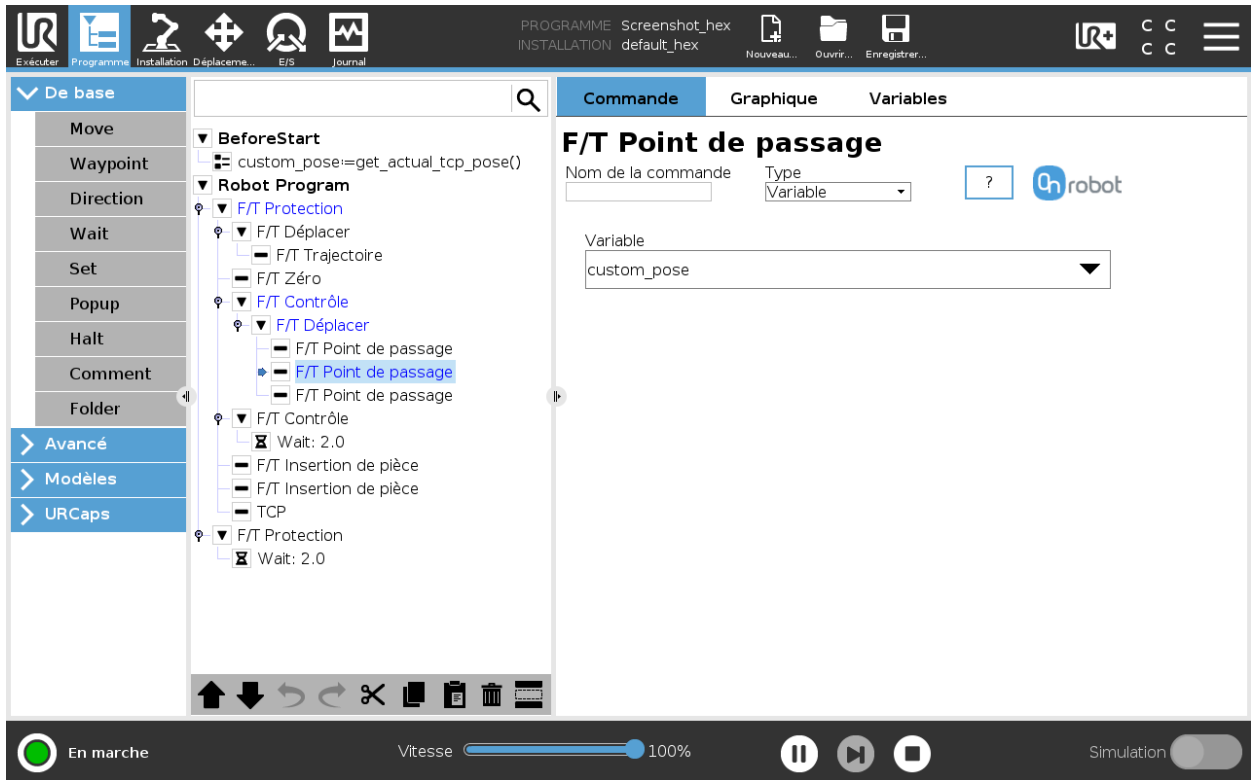 PROGRAMME Screenshot_hex
INSTALLATION default_hex
Exécuter
Programme
Installation
Déplaceme...
E/S
Journal
Nouveau...
Ouvrir...
Enregistrer...
UR+
C C
C C
De base
Move
Waypoint
Direction
Wait
Set
Popup
Halt
Comment
Folder
Avancé
Modèles
URCaps
BeforeStart
custom_pose:=get_actual_tcp_pose()
Robot Program
F/T Protection
F/T Déplacer
F/T Trajectoire
F/T Zéro
F/T Contrôle
F/T Déplacer
F/T Point de passage
F/T Point de passage
F/T Point de passage
F/T Contrôle
Wait: 2.0
F/T Insertion de pièce
F/T Insertion de pièce
TCP
F/T Protection
Wait: 2.0
Commande
Graphique
Variables
F/T Point de passage
Nom de la commande
Type
Variable
?
On robot
Variable
custom_pose
En marche
Vitesse
100%
Simulation